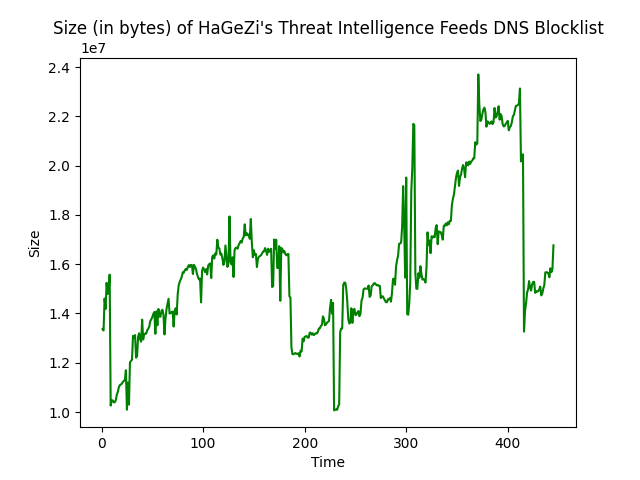 Size (in bytes) of HaGeZi's Threat Intelligence Feeds DNS Blocklist
1e7
2.4
2.2
2.0
1.8
1.6
1.4
1.2
1.0
Size
0 100 200 300 400
Time